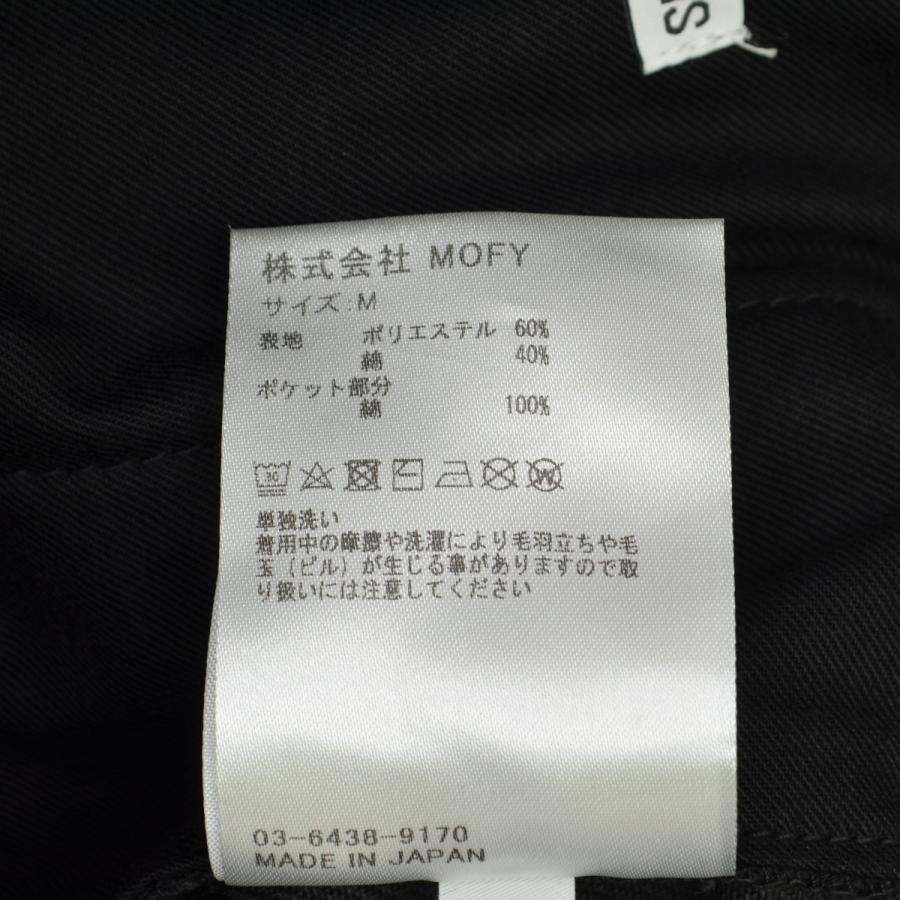 株式会社 MOFY
サイズ:M
表地 ポリエステル 60%
綿 40%
ポケット部分
綿 100%
30 W
単独洗い
着用中の摩擦や洗濯により毛羽立ちや毛
玉(ピル)が生じる事がありますので取
り扱いには注意してください
03-6438-9170
MADE IN JAPAN